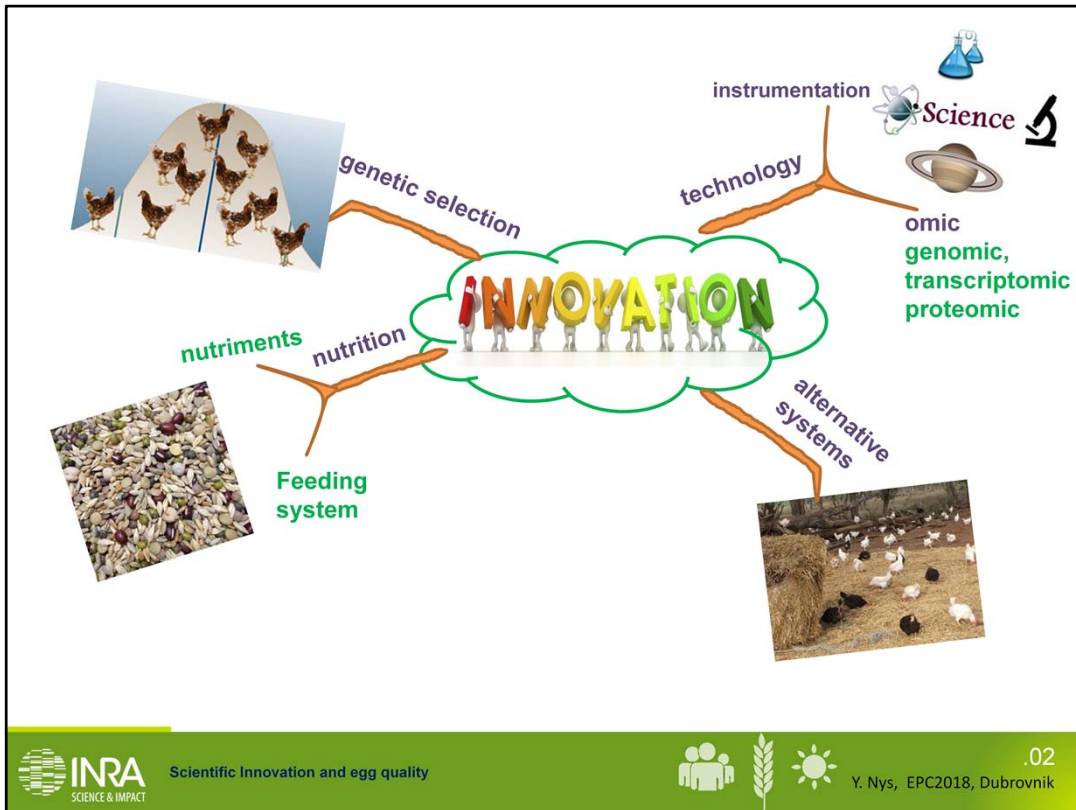 genetic selection
instrumentation
Science
technology
omic
genomic,
transcriptomic
proteomic
INNOVATION
nutriments
nutrition
Feeding
system
alternative
systems
INRA
SCIENCE & IMPACT
Scientific Innovation and egg quality
.02
Y. Nys, EPC2018, Dubrovnik